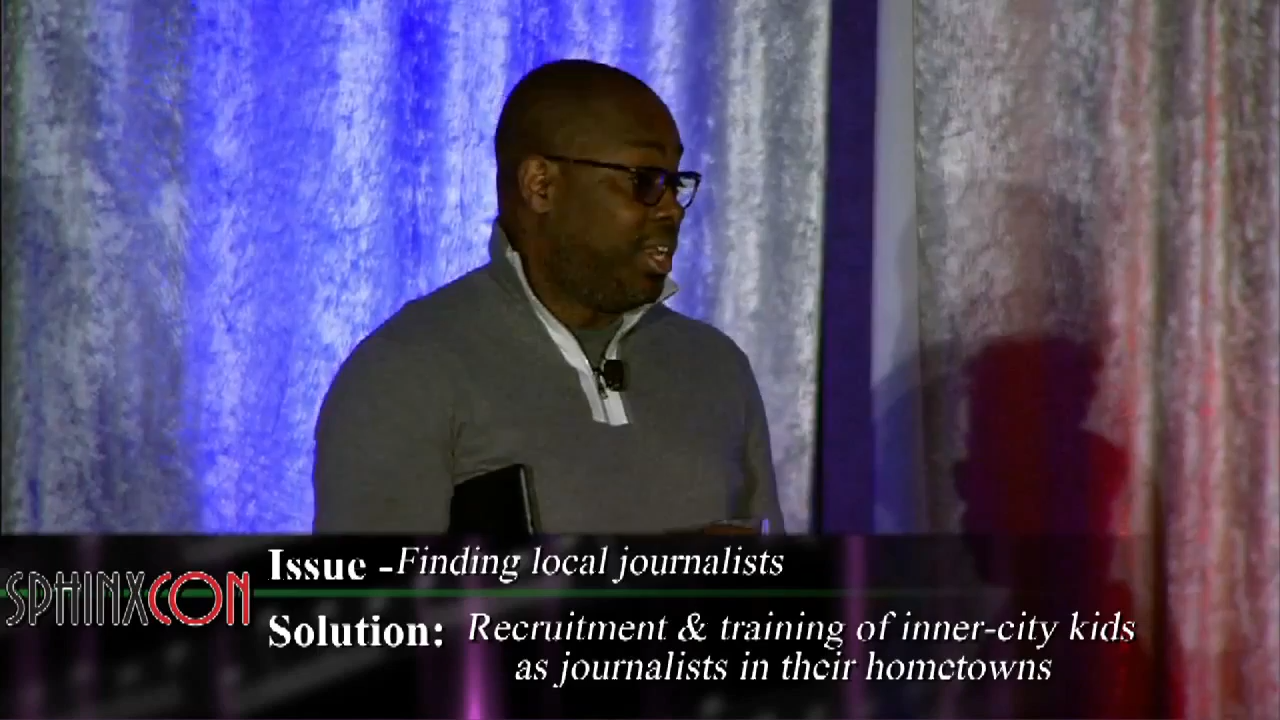 SPHINXCON
Issue - Finding local journalists
Solution: Recruitment & training of inner-city kids
as journalists in their hometowns